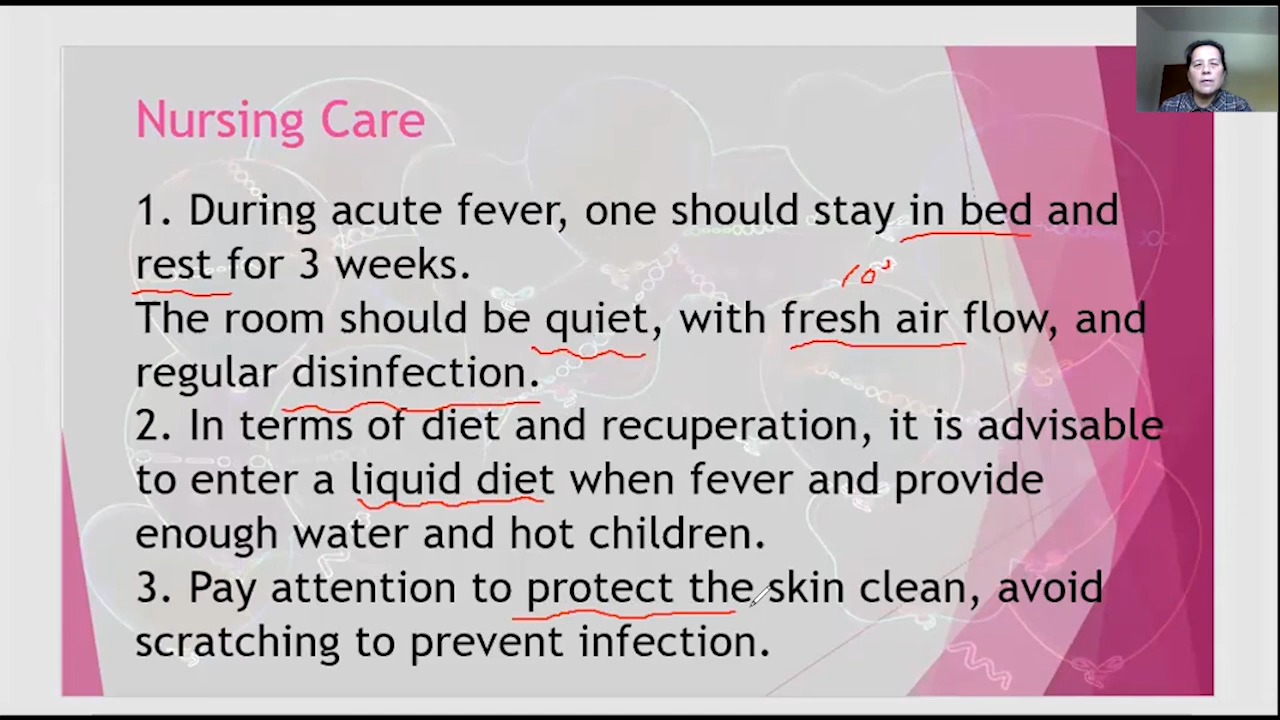 Nursing Care
1. During acute fever, one should stay in bed and
rest for 3 weeks.
The room should be quiet, with fresh air flow, and
regular disinfection.
2. In terms of diet and recuperation, it is advisable
to enter a liquid diet when fever and provide
enough water and hot children.
3. Pay attention to protect the skin clean, avoid
scratching to prevent infection.